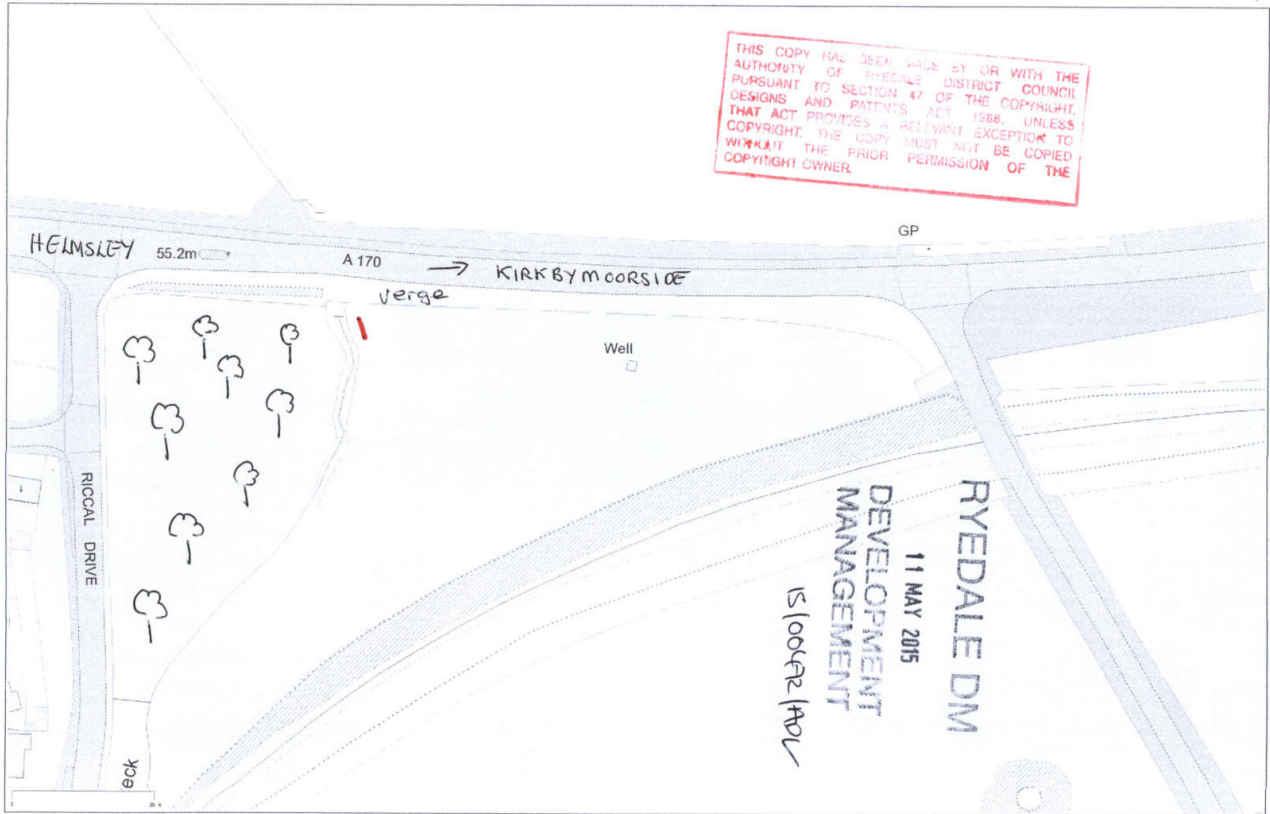 THIS COPY HAS BEEN MADE BY OR WITH THE
AUTHORITY OF RYEDALE DISTRICT COUNCIL
PURSUANT TO SECTION 47 OF THE COPYRIGHT,
DESIGNS AND PATENTS ACT 1988. UNLESS
THAT ACT PROVIDES A RELEVANT EXCEPTION TO
COPYRIGHT, THE COPY MUST NOT BE COPIED
WITHOUT THE PRIOR PERMISSION OF THE
COPYRIGHT OWNER.
GP
HELMSLEY 55.2m A 170 → KIRKBYMOORSIDE
verge
Well
RICCAL DRIVE
eck
RYEDALE DM
11 MAY 2015
DEVELOPMENT
MANAGEMENT
0